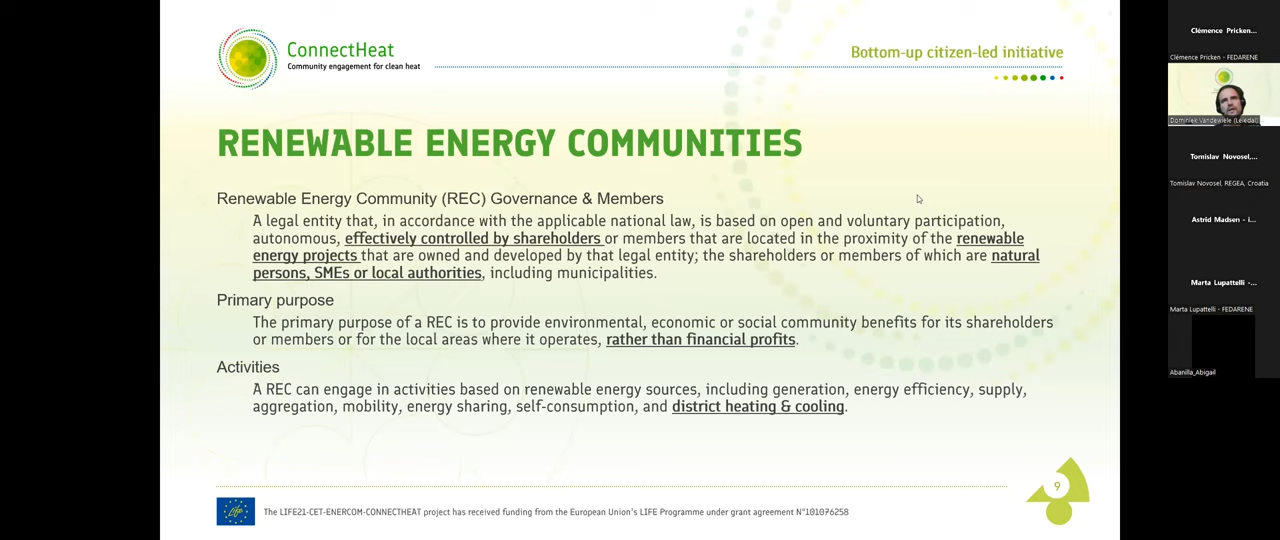 ConnectHeat
Community engagement for clean heat
Bottom-up citizen-led initiative
RENEWABLE ENERGY COMMUNITIES
Renewable Energy Community (REC) Governance & Members
A legal entity that, in accordance with the applicable national law, is based on open and voluntary participation,
autonomous, effectively controlled by shareholders or members that are located in the proximity of the renewable
energy projects that are owned and developed by that legal entity; the shareholders or members of which are natural
persons, SMEs or local authorities, including municipalities.
Primary purpose
The primary purpose of a REC is to provide environmental, economic or social community benefits for its shareholders
or members or for the local areas where it operates, rather than financial profits.
Activities
A REC can engage in activities based on renewable energy sources, including generation, energy efficiency, supply,
aggregation, mobility, energy sharing, self-consumption, and district heating & cooling.
9
Life
The LIFE21-CET-ENERCOM-CONNECTHEAT project has received funding from the European Union's LIFE Programme under grant agreement N°101076258
Clémence Pricken...
Clémence Pricken - FEDARENE
Dominiek Vandewiele (Leiedal)
Tomislav Novosel,...
Tomislav Novosel, REGEA, Croatia
Astrid Madsen - i...
Marta Lupattelli -...
Marta Lupattelli - FEDARENE
Abanilla_Abigail